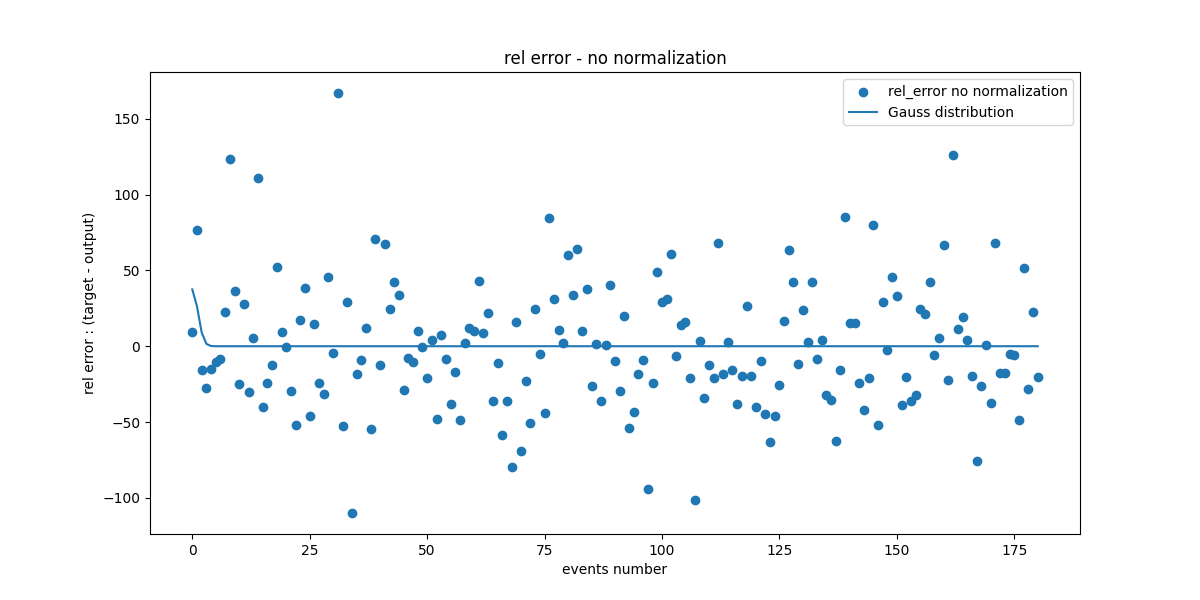 rel error - no normalization
rel_error no normalization
Gauss distribution
rel error : (target - output)
150
100
50
0
−50
−100
0
25
50
75
100
125
150
175
events number